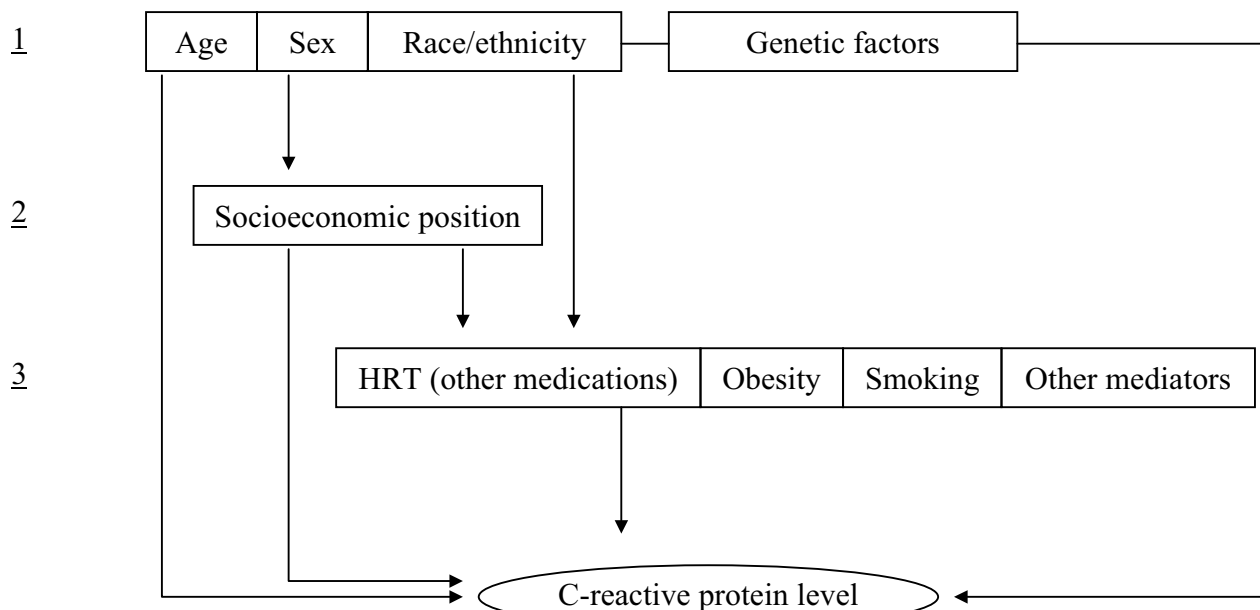 1 Age Sex Race/ethnicity Genetic factors
2 Socioeconomic position
3 HRT (other medications) Obesity Smoking Other mediators
C-reactive protein level